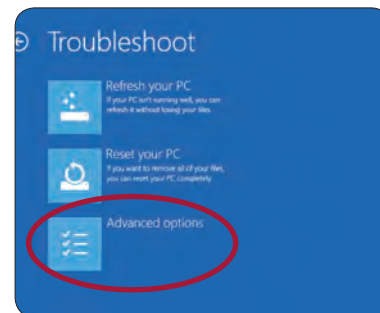 Troubleshoot
Refresh your PC
If your PC isn't running well, you can
refresh it without losing your files
Reset your PC
If you want to remove all of your files,
you can reset your PC completely
Advanced options